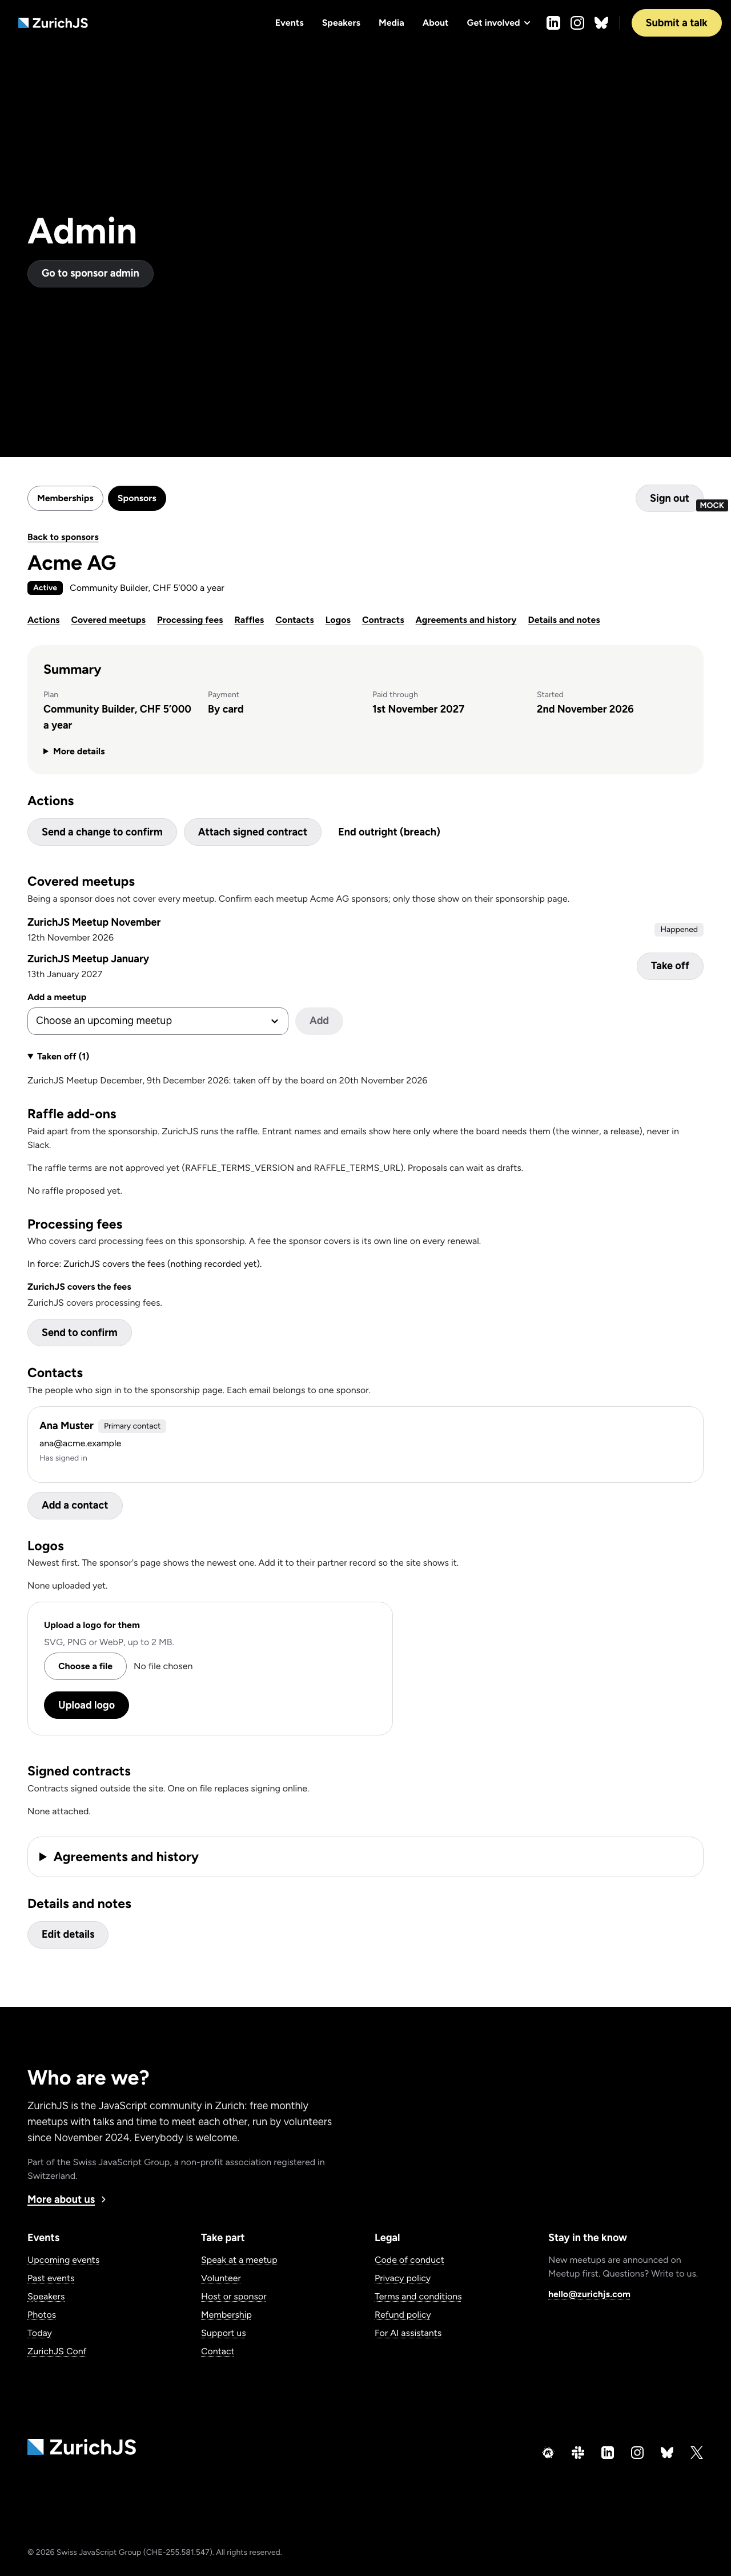 ZurichJS
Events
Speakers
Media
About
Get involved
Submit a talk
Admin
Go to sponsor admin
Memberships
Sponsors
Sign out
MOCK
Back to sponsors
Acme AG
Active
Community Builder, CHF 5’000 a year
Actions
Covered meetups
Processing fees
Raffles
Contacts
Logos
Contracts
Agreements and history
Details and notes
Summary
Plan
Community Builder, CHF 5’000
a year
Payment
By card
Paid through
1st November 2027
Started
2nd November 2026
More details
Actions
Send a change to confirm
Attach signed contract
End outright (breach)
Covered meetups
Being a sponsor does not cover every meetup. Confirm each meetup Acme AG sponsors; only those show on their sponsorship page.
ZurichJS Meetup November
12th November 2026
Happened
ZurichJS Meetup January
13th January 2027
Take off
Add a meetup
Choose an upcoming meetup
Add
Taken off (1)
ZurichJS Meetup December, 9th December 2026: taken off by the board on 20th November 2026
Raffle add-ons
Paid apart from the sponsorship. ZurichJS runs the raffle. Entrant names and emails show here only where the board needs them (the winner, a release), never in
Slack.
The raffle terms are not approved yet (RAFFLE_TERMS_VERSION and RAFFLE_TERMS_URL). Proposals can wait as drafts.
No raffle proposed yet.
Processing fees
Who covers card processing fees on this sponsorship. A fee the sponsor covers is its own line on every renewal.
In force: ZurichJS covers the fees (nothing recorded yet).
ZurichJS covers the fees
ZurichJS covers processing fees.
Send to confirm
Contacts
The people who sign in to the sponsorship page. Each email belongs to one sponsor.
Ana Muster
Primary contact
ana@acme.example
Has signed in
Add a contact
Logos
Newest first. The sponsor's page shows the newest one. Add it to their partner record so the site shows it.
None uploaded yet.
Upload a logo for them
SVG, PNG or WebP, up to 2 MB.
Choose a file
No file chosen
Upload logo
Signed contracts
Contracts signed outside the site. One on file replaces signing online.
None attached.
Agreements and history
Details and notes
Edit details
Who are we?
ZurichJS is the JavaScript community in Zurich: free monthly
meetups with talks and time to meet each other, run by volunteers
since November 2024. Everybody is welcome.
Part of the Swiss JavaScript Group, a non-profit association registered in
Switzerland.
More about us
Events
Upcoming events
Past events
Speakers
Photos
Today
ZurichJS Conf
Take part
Speak at a meetup
Volunteer
Host or sponsor
Membership
Support us
Contact
Legal
Code of conduct
Privacy policy
Terms and conditions
Refund policy
For AI assistants
Stay in the know
New meetups are announced on
Meetup first. Questions? Write to us.
hello@zurichjs.com
ZurichJS
© 2026 Swiss JavaScript Group (CHE-255.581.547). All rights reserved.